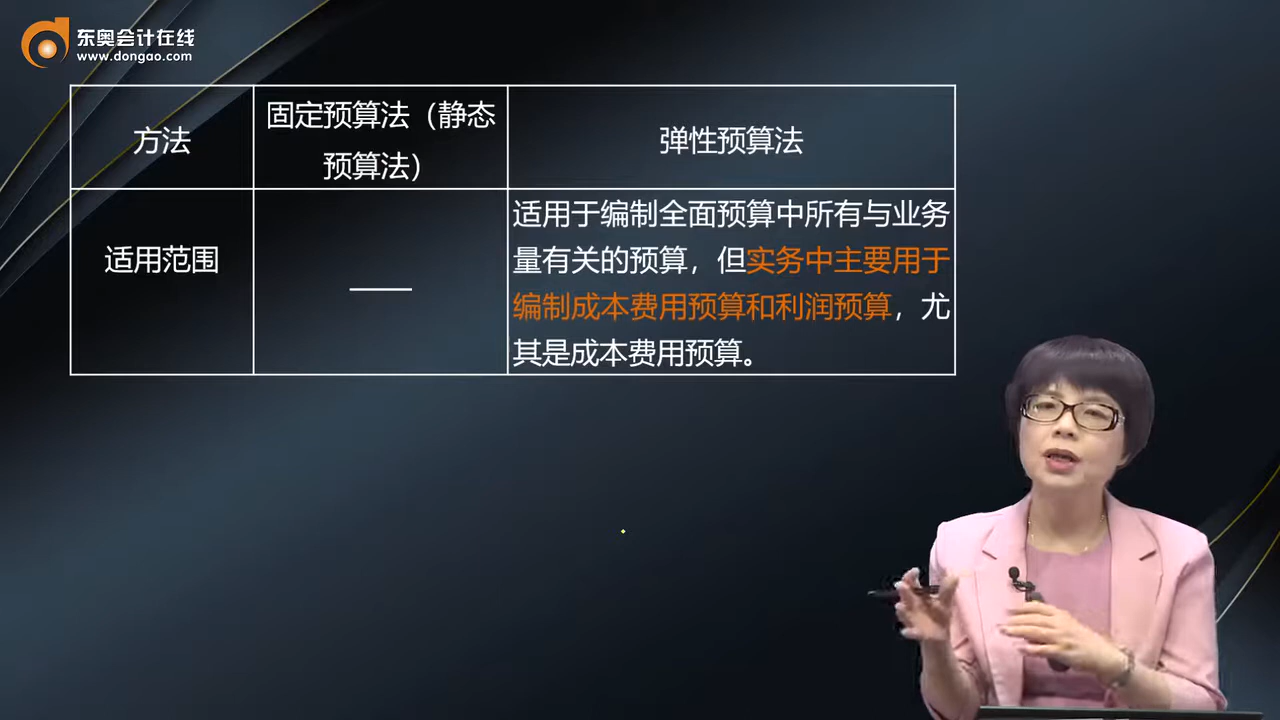 东奥会计在线
www.dongao.com
方法
固定预算法（静态
预算法）
弹性预算法
适用范围
——
适用于编制全面预算中所有与业务
量有关的预算，但实务中主要用于
编制成本费用预算和利润预算，尤
其是成本费用预算。